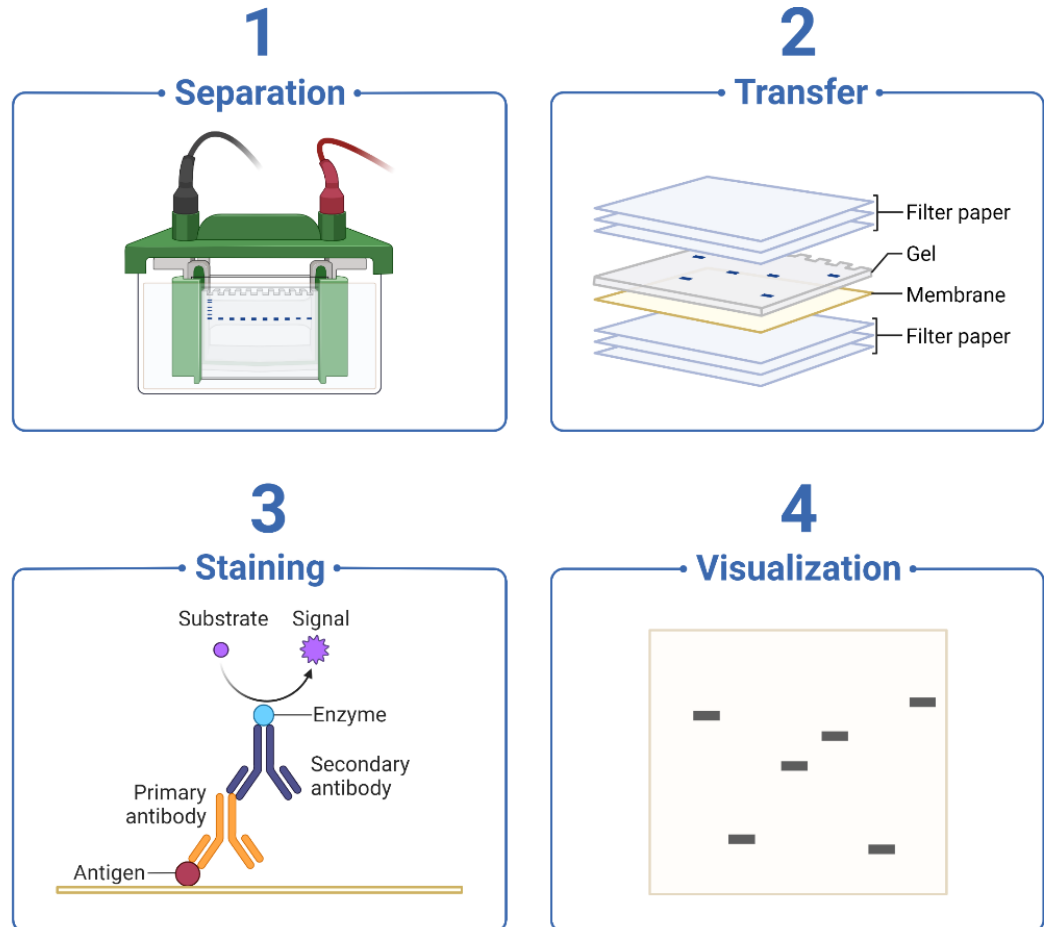 1
Separation
2
Transfer
Filter paper
Gel
Membrane
Filter paper
3
Staining
Substrate
Signal
Enzyme
Secondary
antibody
Primary
antibody
Antigen
4
Visualization